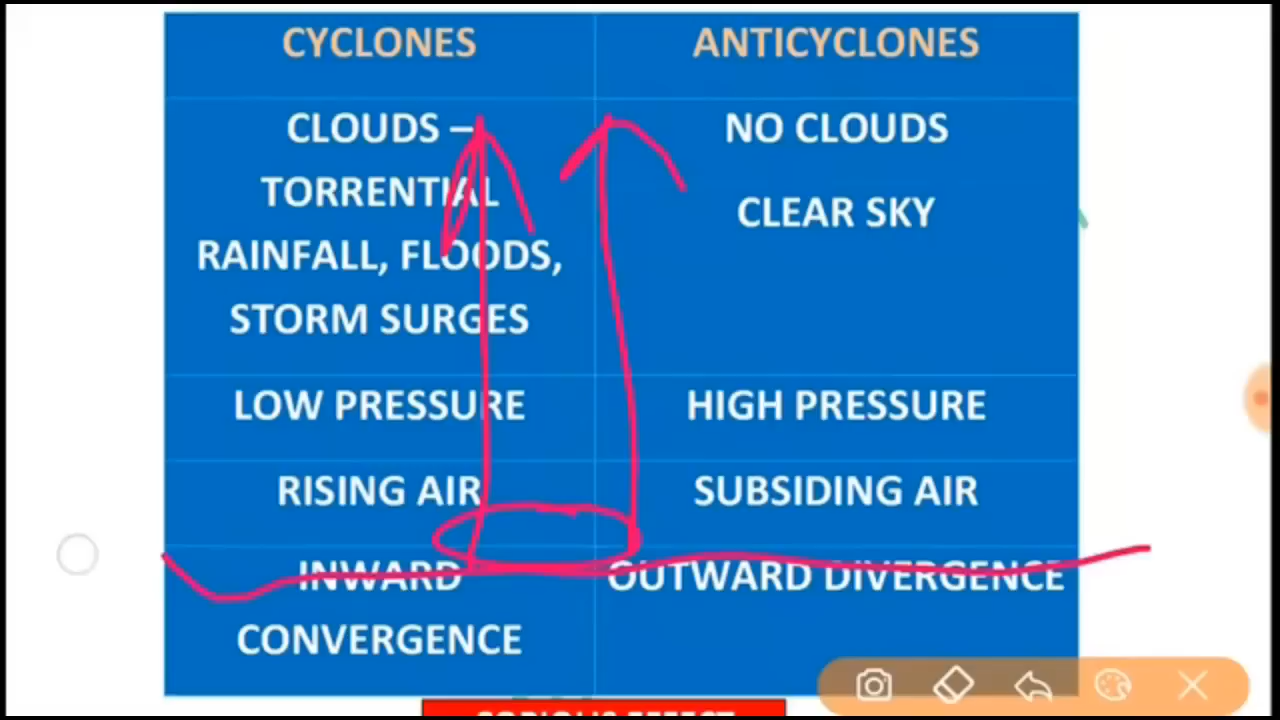 CYCLONES
ANTICYCLONES
CLOUDS –
TORRENTIAL
RAINFALL, FLOODS,
STORM SURGES
NO CLOUDS
CLEAR SKY
LOW PRESSURE
HIGH PRESSURE
RISING AIR
SUBSIDING AIR
INWARD
CONVERGENCE
OUTWARD DIVERGENCE